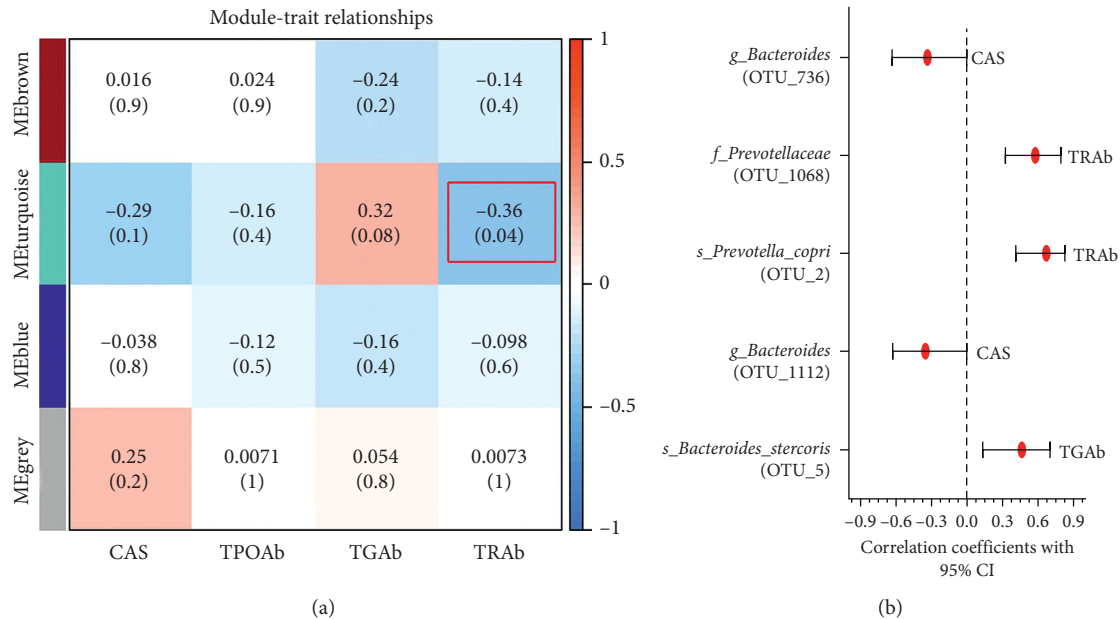 Module-trait relationships
MEbrown
0.016
(0.9)
0.024
(0.9)
−0.24
(0.2)
−0.14
(0.4)
MEturquoise
−0.29
(0.1)
−0.16
(0.4)
0.32
(0.08)
−0.36
(0.04)
MEblue
−0.038
(0.8)
−0.12
(0.5)
−0.16
(0.4)
−0.098
(0.6)
MEgrey
0.25
(0.2)
0.0071
(1)
0.054
(0.8)
0.0073
(1)
CAS TPOAb TGAb TRAb
1
0.5
0
−0.5
−1
(a)
g_Bacteroides
(OTU_736)
CAS
f_Prevotellaceae
(OTU_1068)
TRAb
s_Prevotella_copri
(OTU_2)
TRAb
g_Bacteroides
(OTU_1112)
CAS
s_Bacteroides_stercoris
(OTU_5)
TGAb
−0.9 −0.6 −0.3 0.0 0.3 0.6 0.9
Correlation coefficients with
95% CI
(b)